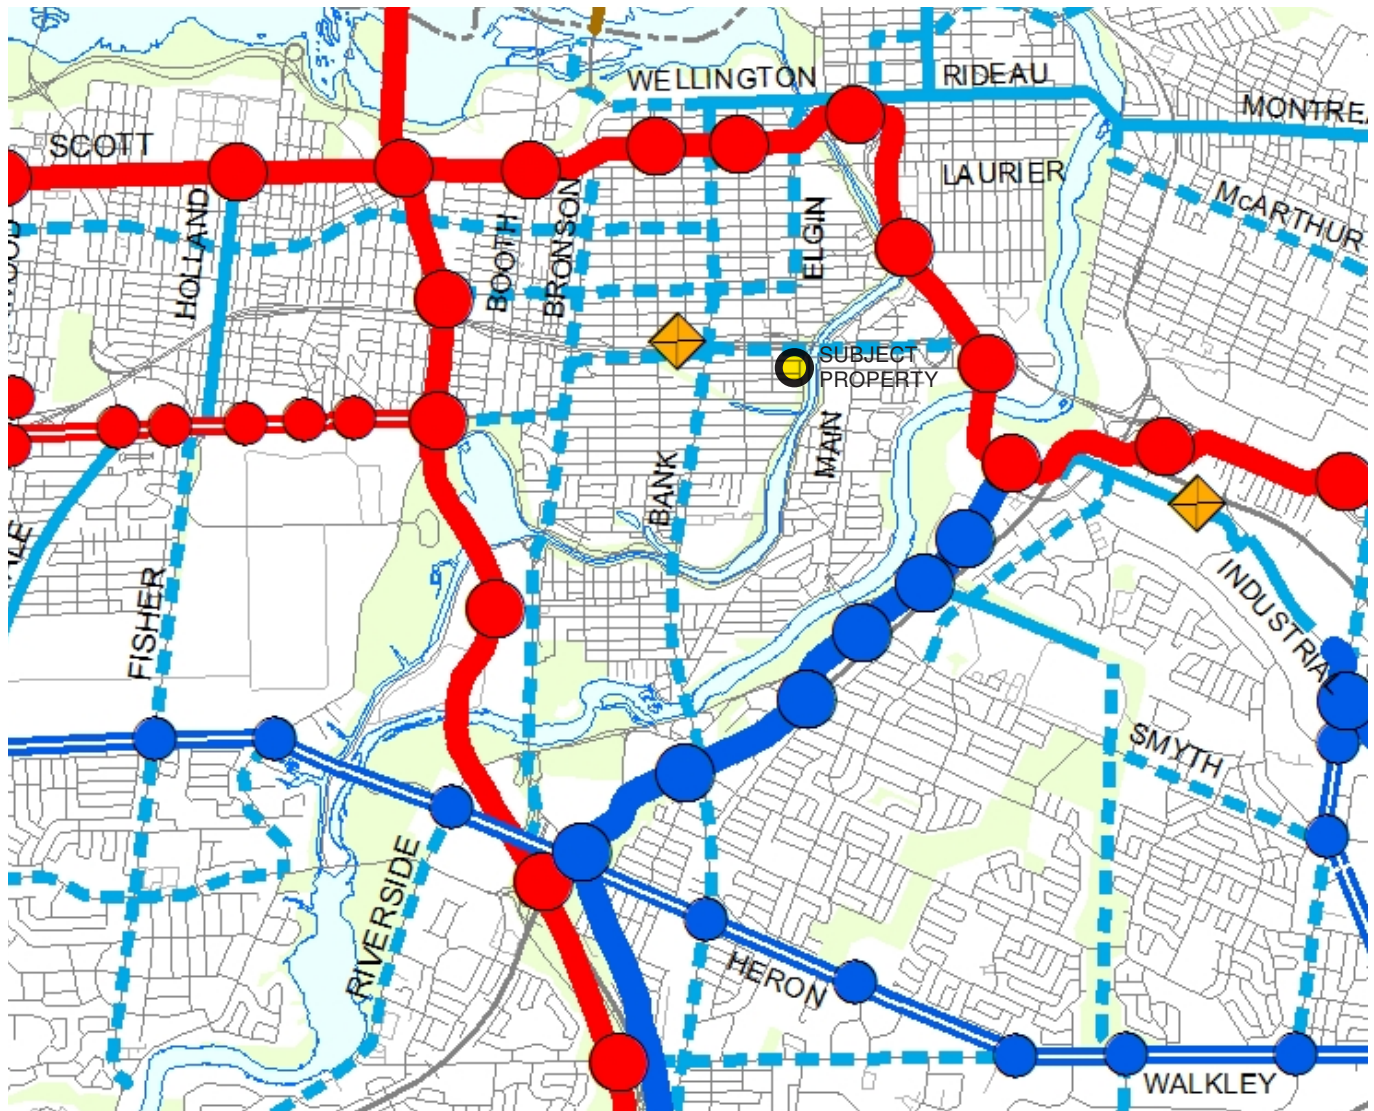 WELLINGTON
RIDEAU
MONTRE
SCOTT
LAURIER
McARTHUR
HOLLAND
BOOTH
BRONSON
ELGIN
SUBJECT
PROPERTY
MAIN
BANK
FISHER
INDUSTRIAL
SMYTH
RIVERSIDE
HERON
WALKLEY